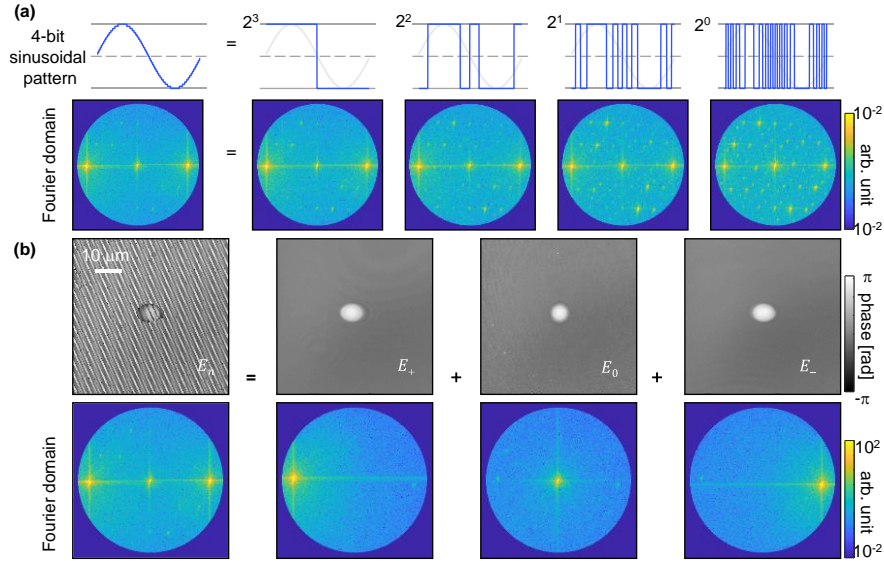 (a)
4-bit
sinusoidal
pattern
=
2³
2²
2¹
2⁰
Fourier domain
=
10⁻²
arb. unit
10⁻²
(b)
10 μm
Eₙ
=
E₊
+
E₀
+
E₋
π
phase [rad]
-π
Fourier domain
10²
arb. unit
10⁻²